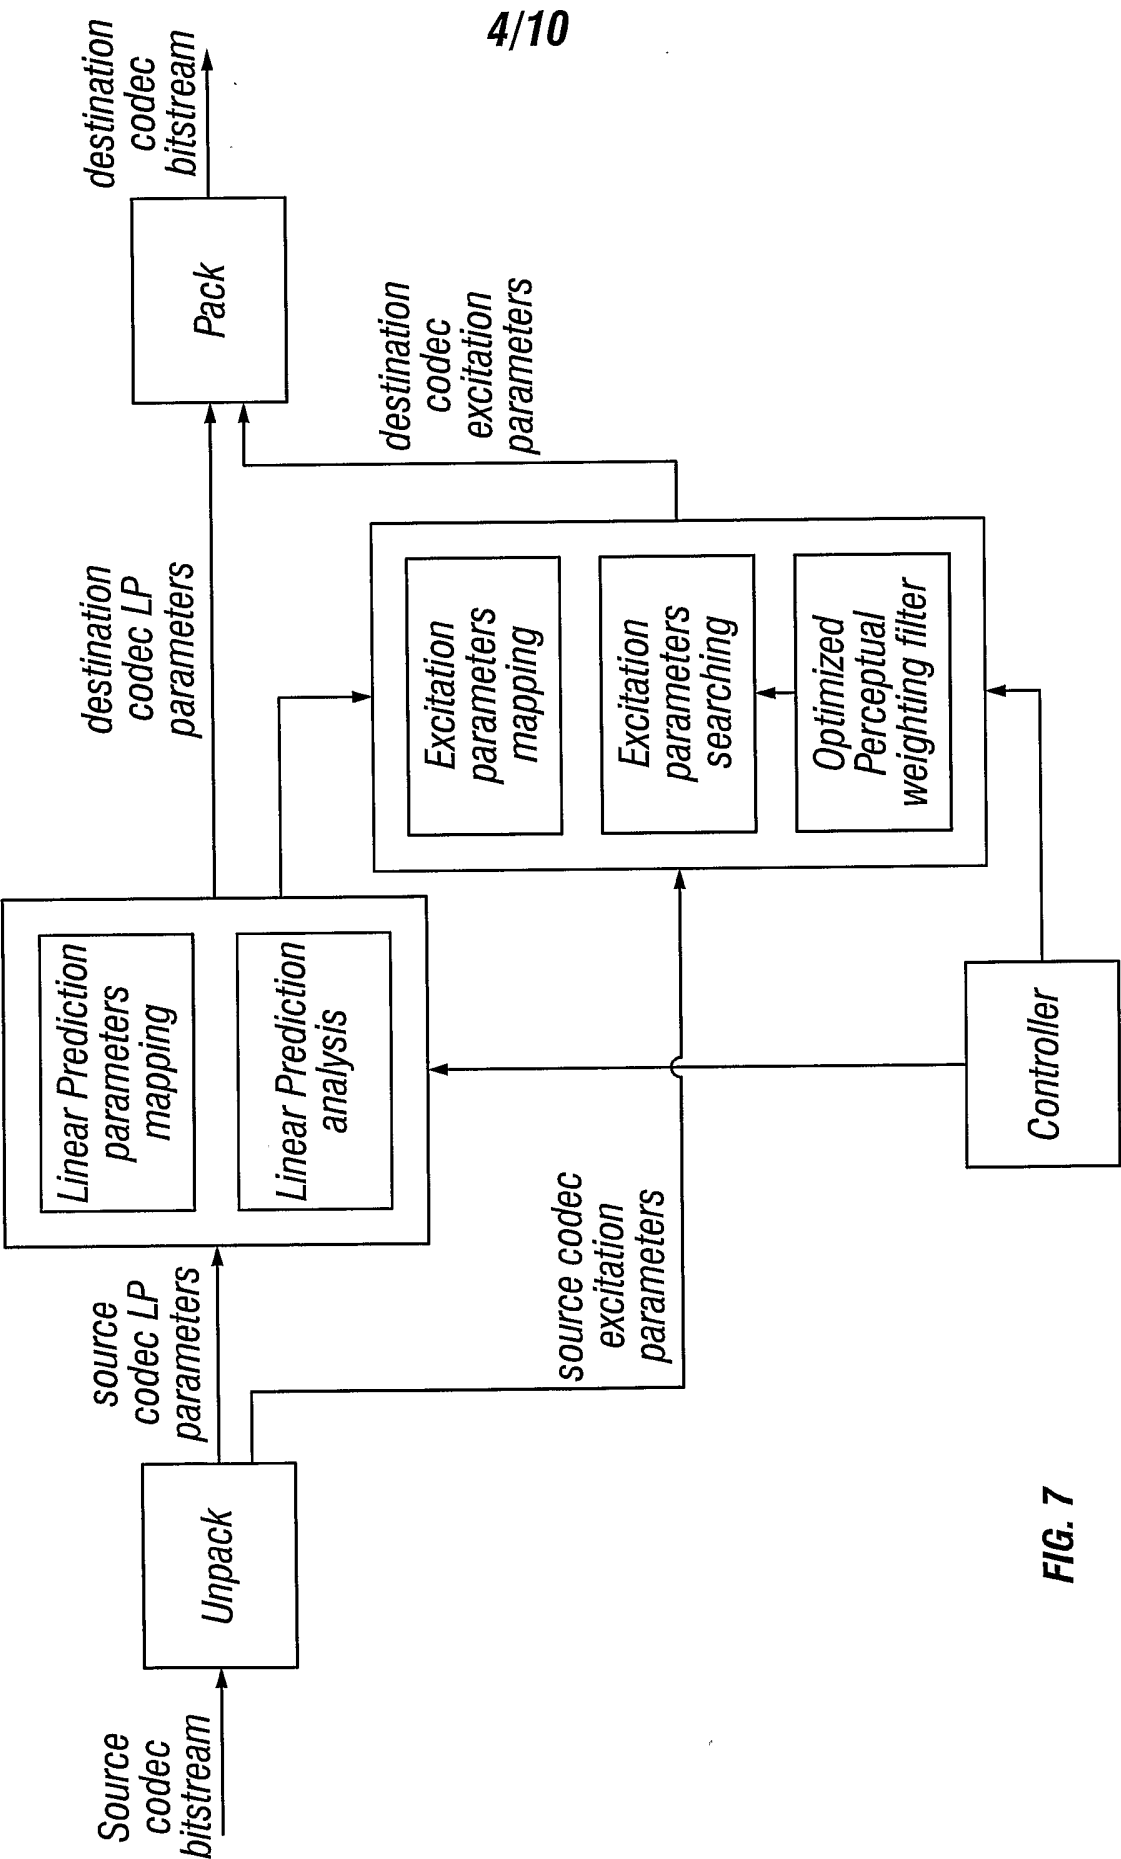 4/10
Source
codec
bitstream
Unpack
source
codec LP
parameters
source codec
excitation
parameters
Linear Prediction
parameters
mapping
Linear Prediction
analysis
Controller
destination
codec LP
parameters
Excitation
parameters
mapping
Excitation
parameters
searching
Optimized
Perceptual
weighting filter
destination
codec
excitation
parameters
Pack
destination
codec
bitstream
FIG. 7